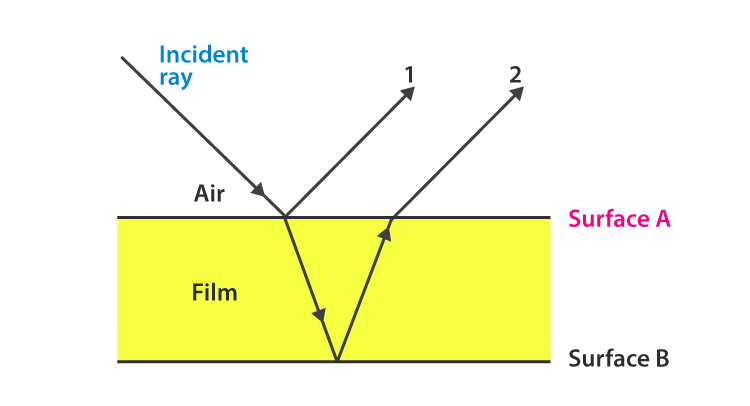 Incident
ray
1
2
Air
Surface A
Film
Surface B